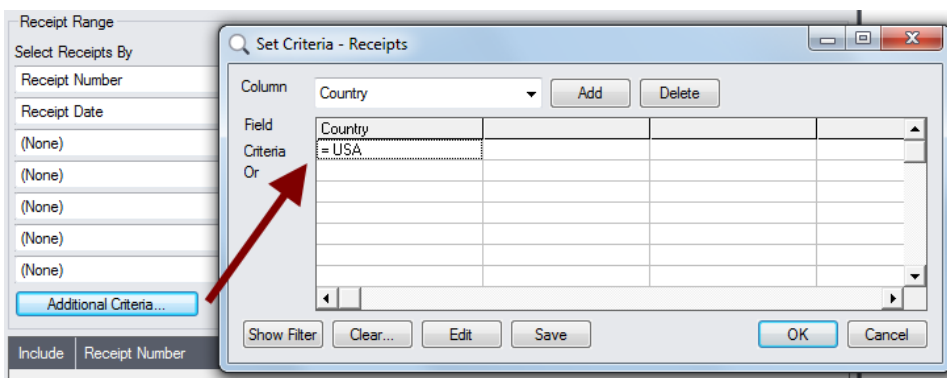 Receipt Range
Select Receipts By
Receipt Number
Receipt Date
(None)
(None)
(None)
(None)
(None)
Additional Criteria...
Include Receipt Number
Set Criteria - Receipts
Column Country Add Delete
Field Country
Criteria = USA
Or
Show Filter Clear... Edit Save OK Cancel